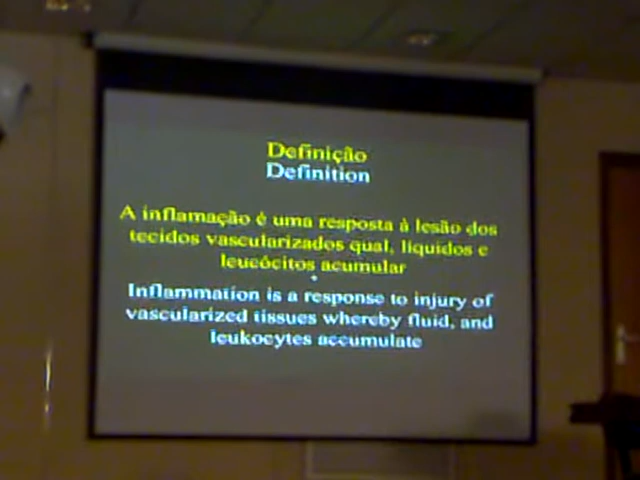 Definição
Definition
A inflamação é uma resposta à lesão dos
tecidos vascularizados qual, líquidos e
leucócitos acumular
Inflammation is a response to injury of
vascularized tissues whereby fluid, and
leukocytes accumulate